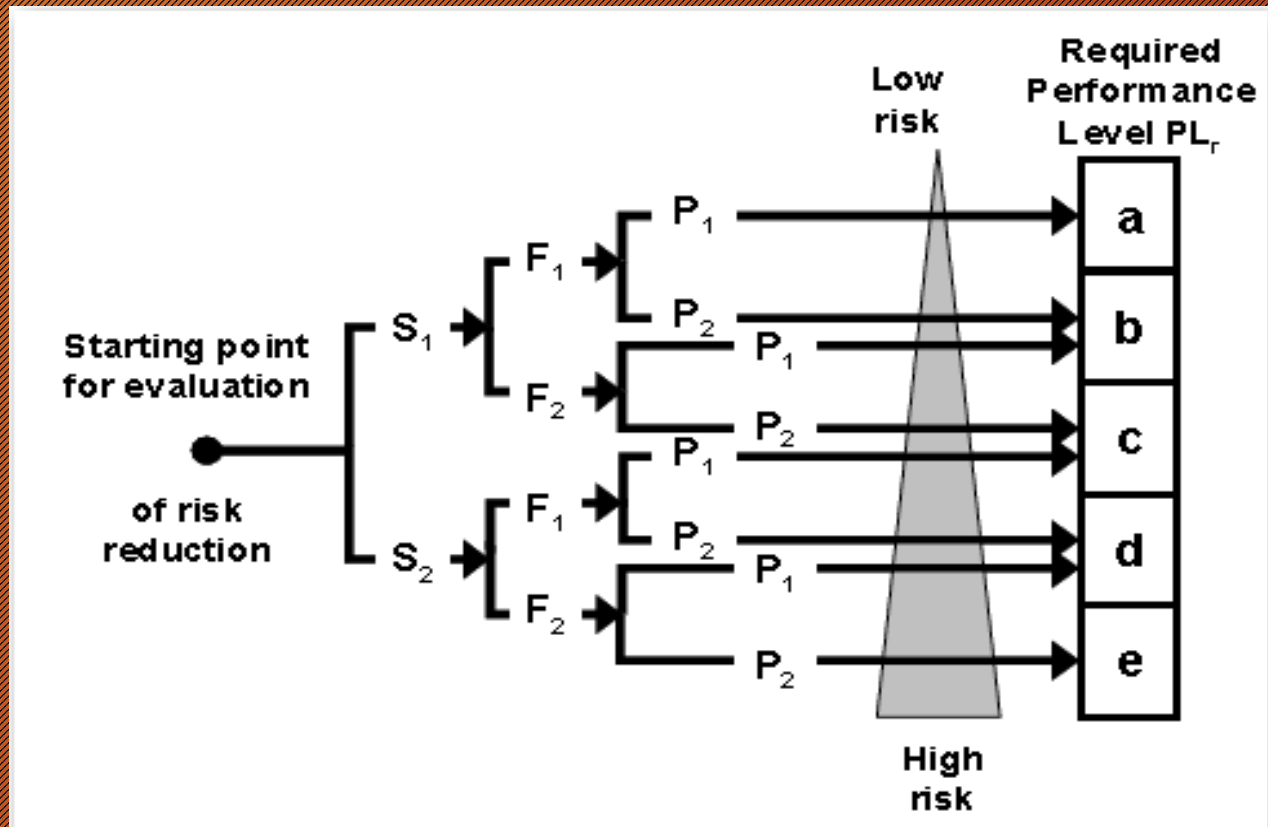 Required
Performance
Level PLr
Low
risk
P1
a
F1
P2
b
S1
P1
Starting point
for evaluation
F2
P2
c
P1
of risk
reduction
F1
P2
d
S2
P1
F2
P2
e
High
risk